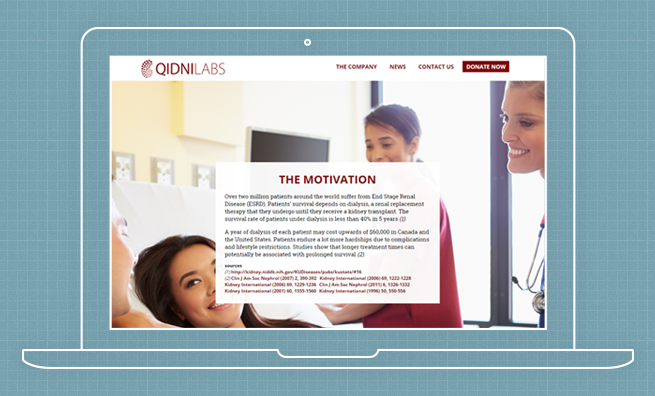 QIDNILABS
THE COMPANY NEWS CONTACT US DONATE NOW
THE MOTIVATION
Over two million patients around the world suffer from End Stage Renal
Disease (ESRD). Patients' survival depends on dialysis, a renal replacement
therapy that they undergo until they receive a kidney transplant. The
survival rate of patients under dialysis is less than 40% in 5 years (1)
A year of dialysis of each patient may cost upwards of $60,000 in Canada and
the United States. Patients endure a lot more hardships due to complications
and lifestyle restrictions. Studies show that longer treatment times can
potentially be associated with prolonged survival (2)
SOURCES
(1) http://kidney.niddk.nih.gov/KUDiseases/pubs/kustats/#16
(2) Clin J Am Soc Nephrol (2007) 2, 390-392 Kidney International (2006) 69, 1222-1228
Kidney International (2006) 69, 1229-1236 Clin J Am Soc Nephrol (2011) 6, 1326-1332
Kidney International (2001) 60, 1555-1560 Kidney International (1996) 50, 550-556